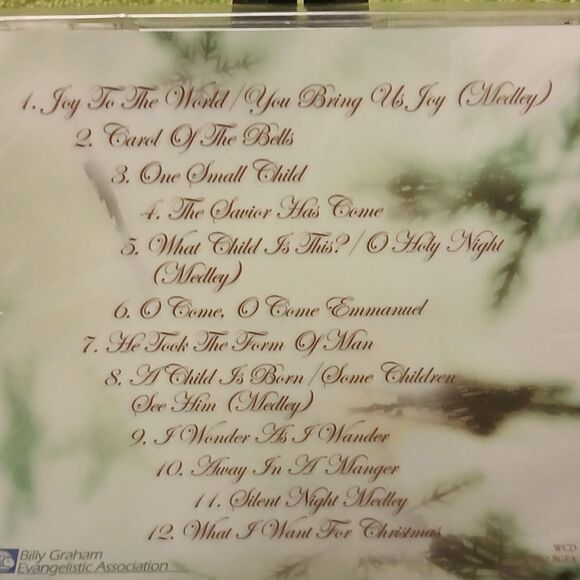 1. Joy To The World/You Bring Us Joy (Medley)
2. Carol Of The Bells
3. One Small Child
4. The Savior Has Come
5. What Child Is This?/O Holy Night
(Medley)
6. O Come, O Come Emmanuel
7. He Took The Form Of Man
8. A Child Is Born/Some Children
See Him (Medley)
9. I Wonder As I Wander
10. Away In A Manger
11. Silent Night Medley
12. What I Want For Christmas
Billy Graham
Evangelistic Association
WCD
BGEA